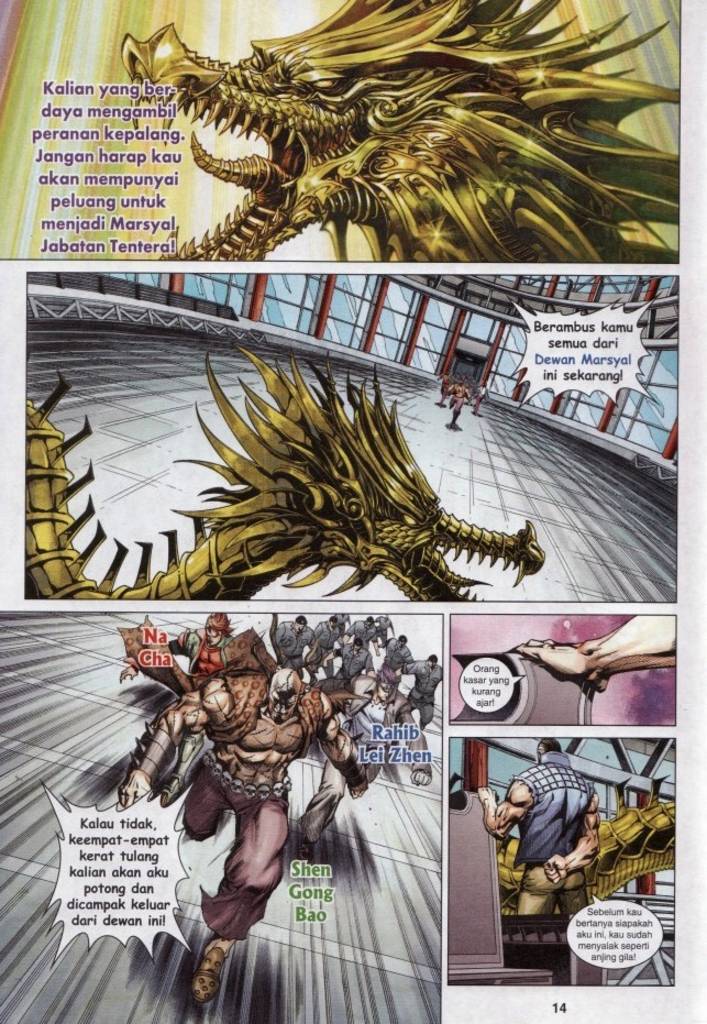 Kalian yang ber-
daya mengambil
peranan kepalang.
Jangan harap kau
akan mempunyai
peluang untuk
menjadi Marsyal
Jabatan Tentera!
Berambus kamu
semua dari
Dewan Marsyal
ini sekarang!
Na
Cha
Rahib
Lei Zhen
Shen
Gong
Bao
Kalau tidak,
keempat-empat
kerat tulang
kalian akan aku
potong dan
dicampak keluar
dari dewan ini!
Orang
kasar yang
kurang
ajar!
Sebelum kau
bertanya siapakah
aku ini, kau sudah
menyalak seperti
anjing gila!
14